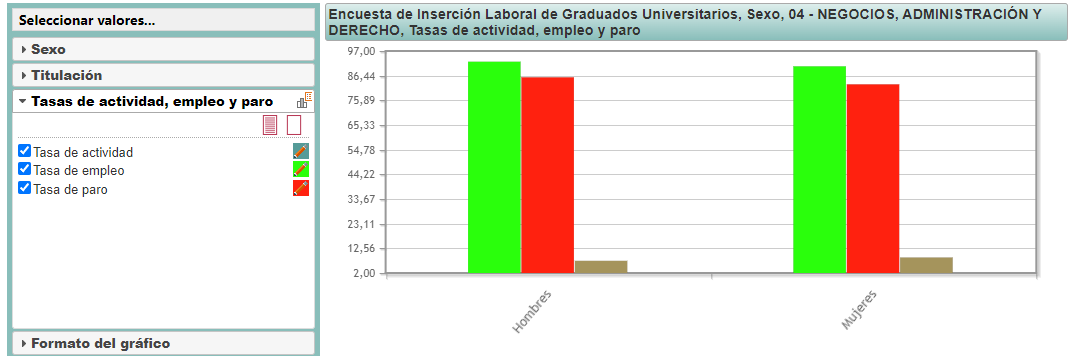 Seleccionar valores...
Sexo
Titulación
Tasas de actividad, empleo y paro
Tasa de actividad
Tasa de empleo
Tasa de paro
Formato del gráfico
Encuesta de Inserción Laboral de Graduados Universitarios, Sexo, 04 - NEGOCIOS, ADMINISTRACIÓN Y
DERECHO, Tasas de actividad, empleo y paro
97,00
86,44
75,89
65,33
54,78
44,22
33,67
23,11
12,56
2,00
Hombres
Mujeres